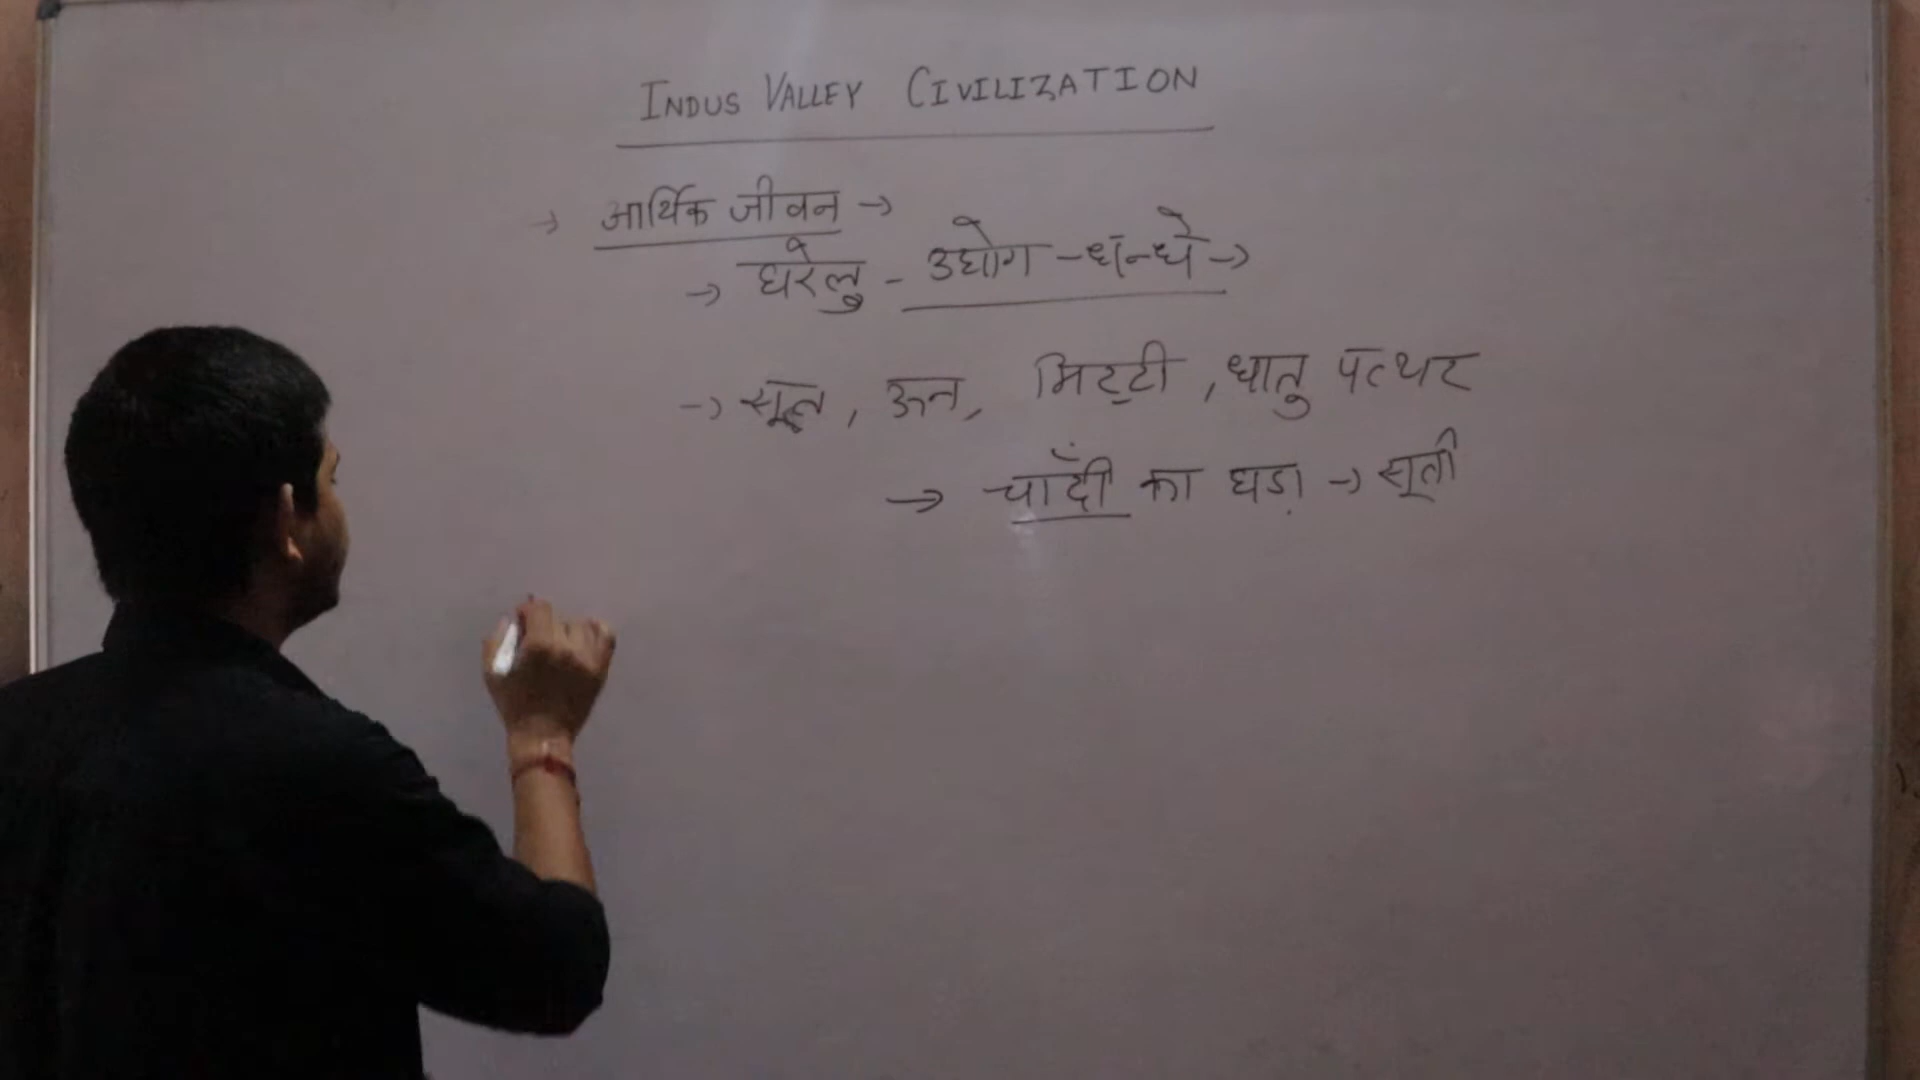 INDUS VALLEY CIVILIZATION
→ आर्थिक जीवन →
→ घरेलु - उद्योग - धन्धे →
→ सूत, ऊन, मिट्टी, धातु पत्थर
→ चाँदी का घड़ा → सूती